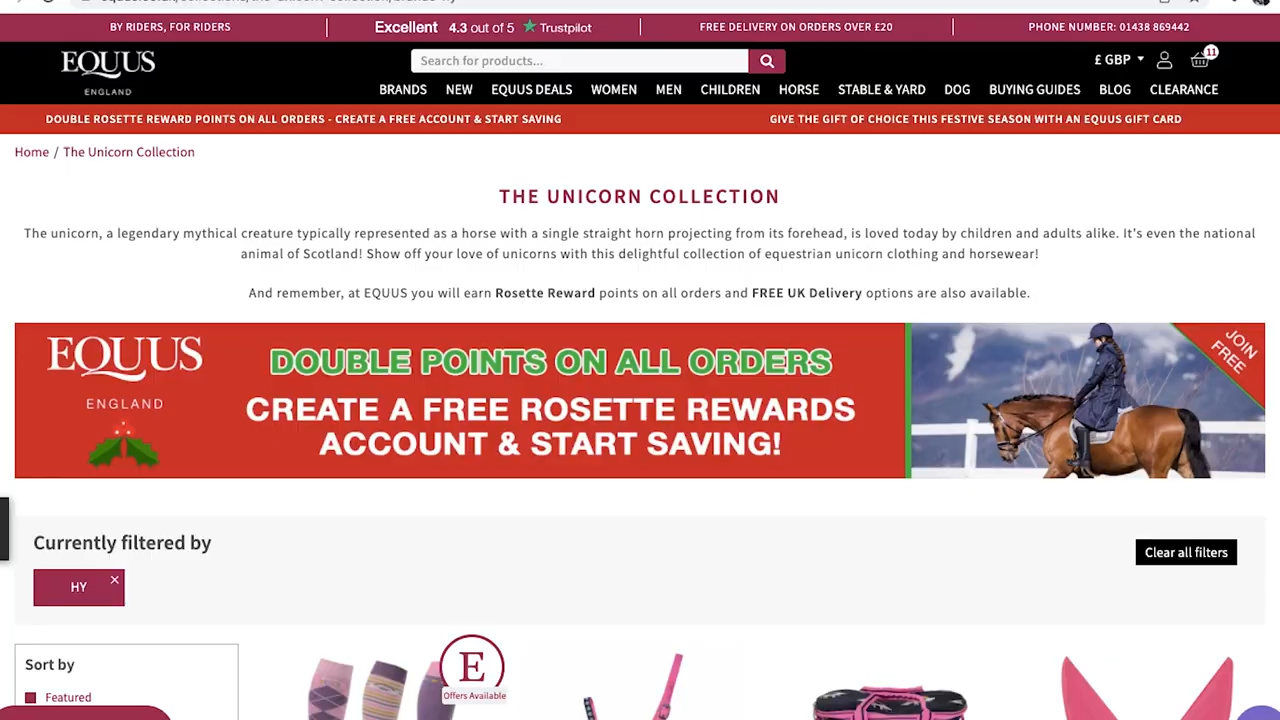 BY RIDERS, FOR RIDERS
Excellent 4.3 out of 5 Trustpilot
FREE DELIVERY ON ORDERS OVER £20
PHONE NUMBER: 01438 869442
EQUUS
ENGLAND
Search for products...
£ GBP
11
BRANDS NEW EQUUS DEALS WOMEN MEN CHILDREN HORSE STABLE & YARD DOG BUYING GUIDES BLOG CLEARANCE
DOUBLE ROSETTE REWARD POINTS ON ALL ORDERS - CREATE A FREE ACCOUNT & START SAVING
GIVE THE GIFT OF CHOICE THIS FESTIVE SEASON WITH AN EQUUS GIFT CARD
Home / The Unicorn Collection
THE UNICORN COLLECTION
The unicorn, a legendary mythical creature typically represented as a horse with a single straight horn projecting from its forehead, is loved today by children and adults alike. It's even the national
animal of Scotland! Show off your love of unicorns with this delightful collection of equestrian unicorn clothing and horsewear!
And remember, at EQUUS you will earn Rosette Reward points on all orders and FREE UK Delivery options are also available.
EQUUS
ENGLAND
DOUBLE POINTS ON ALL ORDERS
CREATE A FREE ROSETTE REWARDS
ACCOUNT & START SAVING!
JOIN
FREE
Currently filtered by
Clear all filters
HY
Sort by
Featured
E
Offers Available